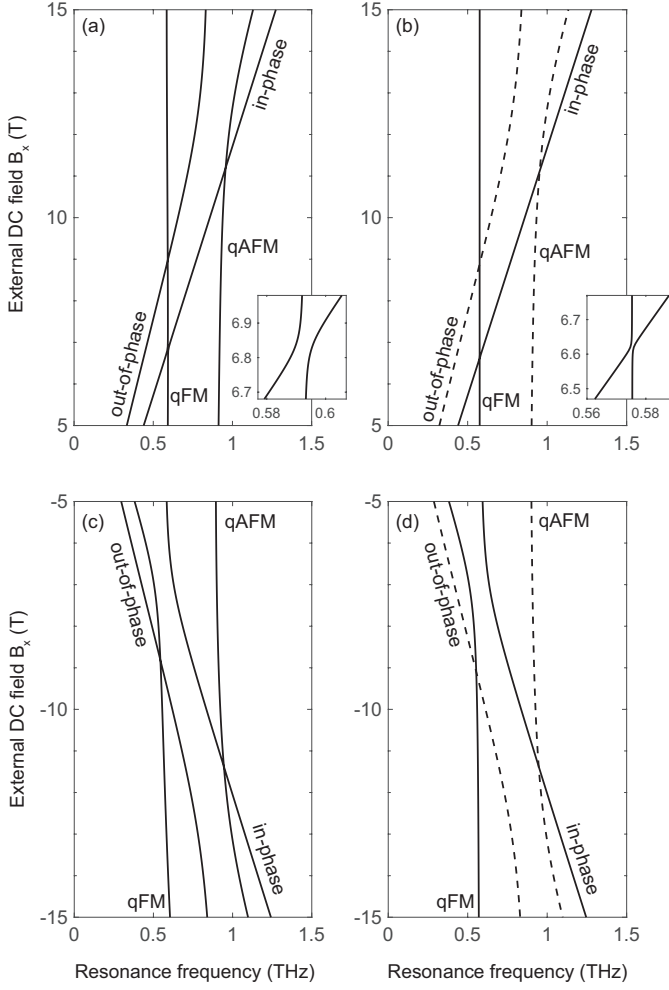 (a)
15
10
5
0
0.5
1
1.5
External DC field Bₓ (T)
in-phase
qAFM
out-of-phase
qFM
6.9
6.8
6.7
0.58
0.6
(b)
15
10
5
0
0.5
1
1.5
in-phase
qAFM
out-of-phase
qFM
6.7
6.6
6.5
0.56
0.58
(c)
-5
-10
-15
0
0.5
1
1.5
External DC field Bₓ (T)
qAFM
out-of-phase
in-phase
qFM
Resonance frequency (THz)
(d)
-5
-10
-15
0
0.5
1
1.5
qAFM
out-of-phase
in-phase
qFM
Resonance frequency (THz)